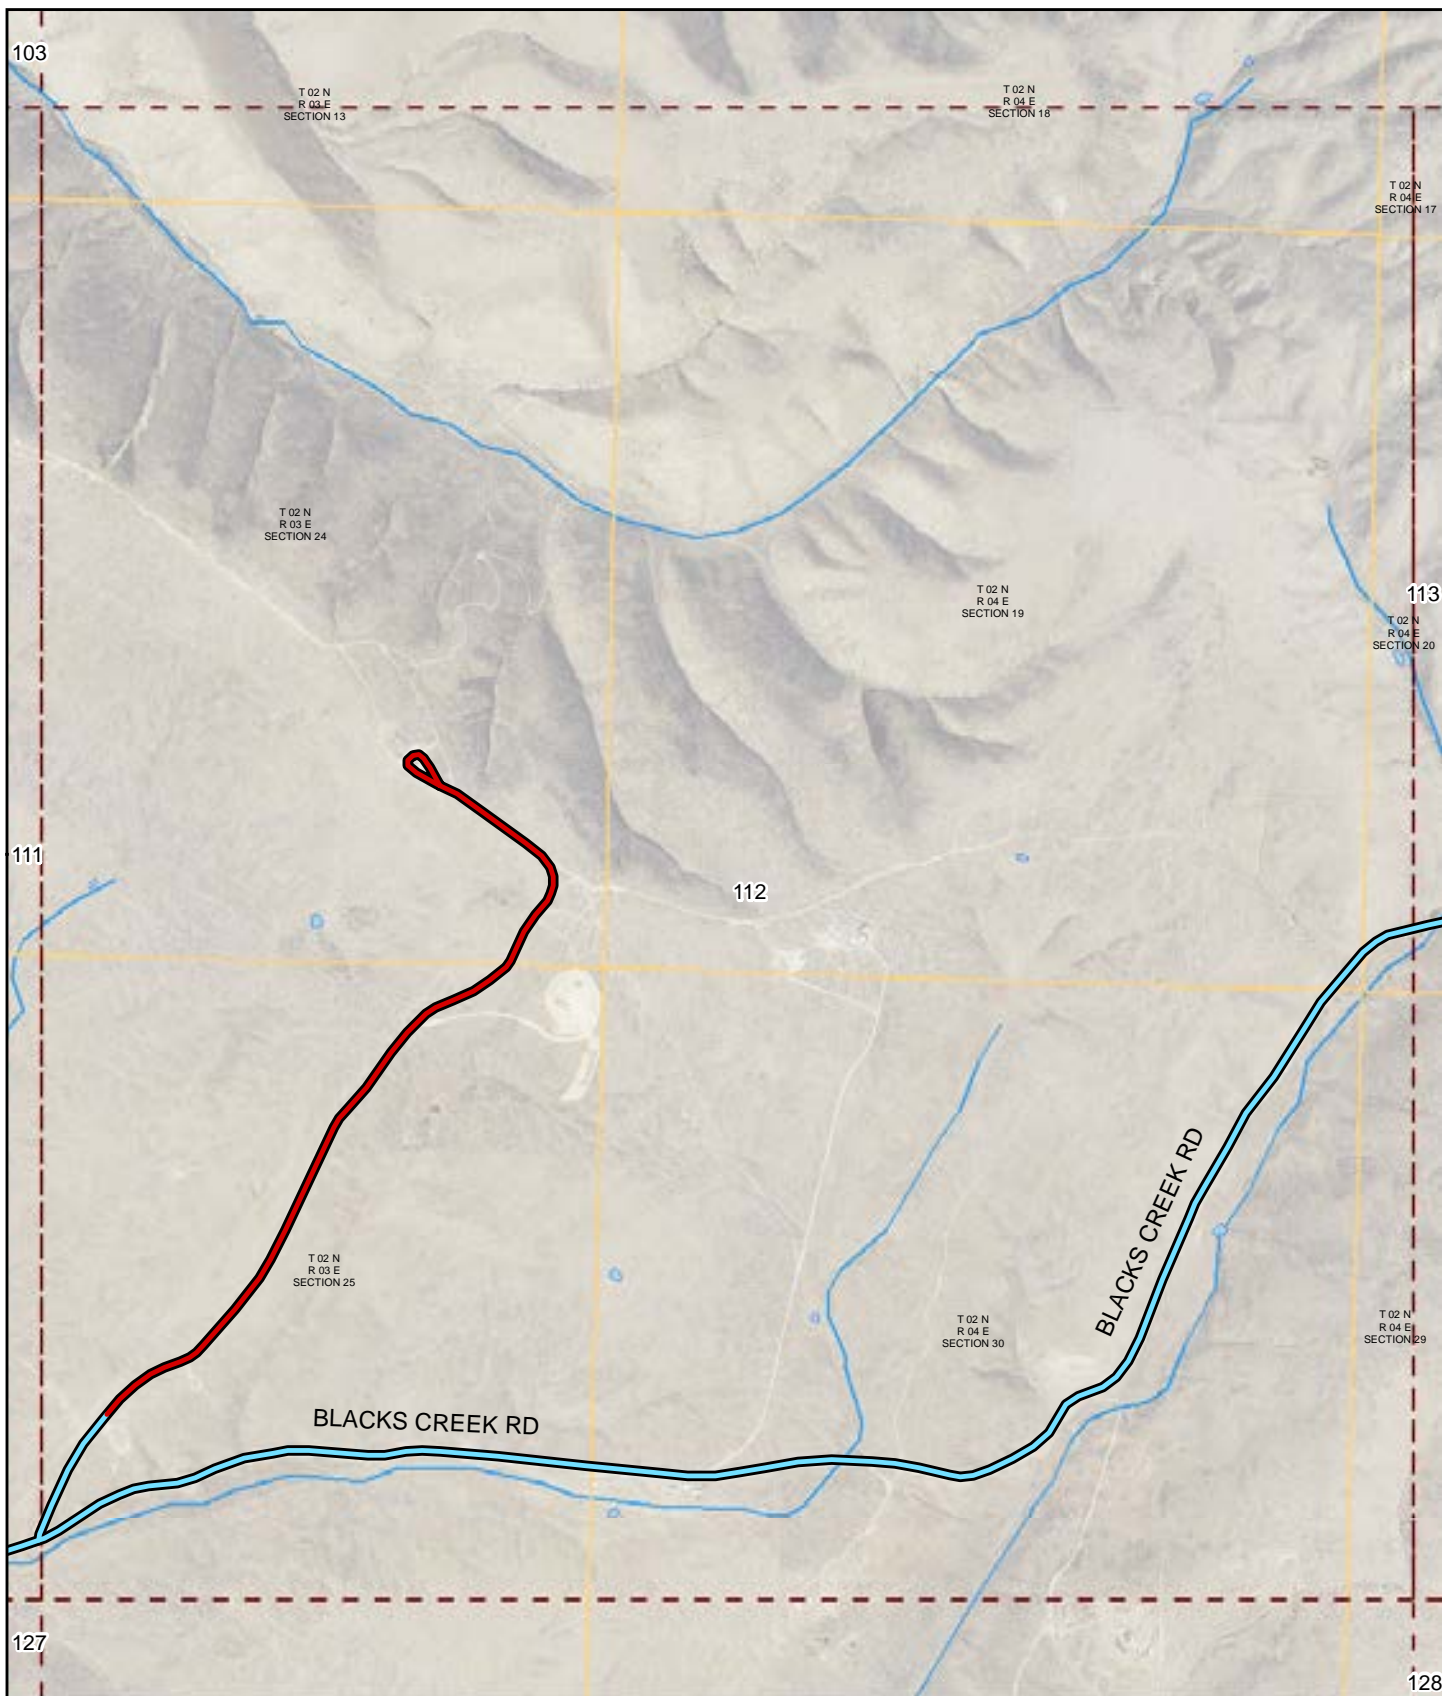 103
T 02 N
R 03 E
SECTION 13
T 02 N
R 04 E
SECTION 18
T 02 N
R 04 E
SECTION 17
T 02 N
R 03 E
SECTION 24
T 02 N
R 04 E
SECTION 19
113
T 02 N
R 04 E
SECTION 20
111
112
BLACKS CREEK RD
T 02 N
R 03 E
SECTION 25
T 02 N
R 04 E
SECTION 30
T 02 N
R 04 E
SECTION 29
BLACKS CREEK RD
127
128